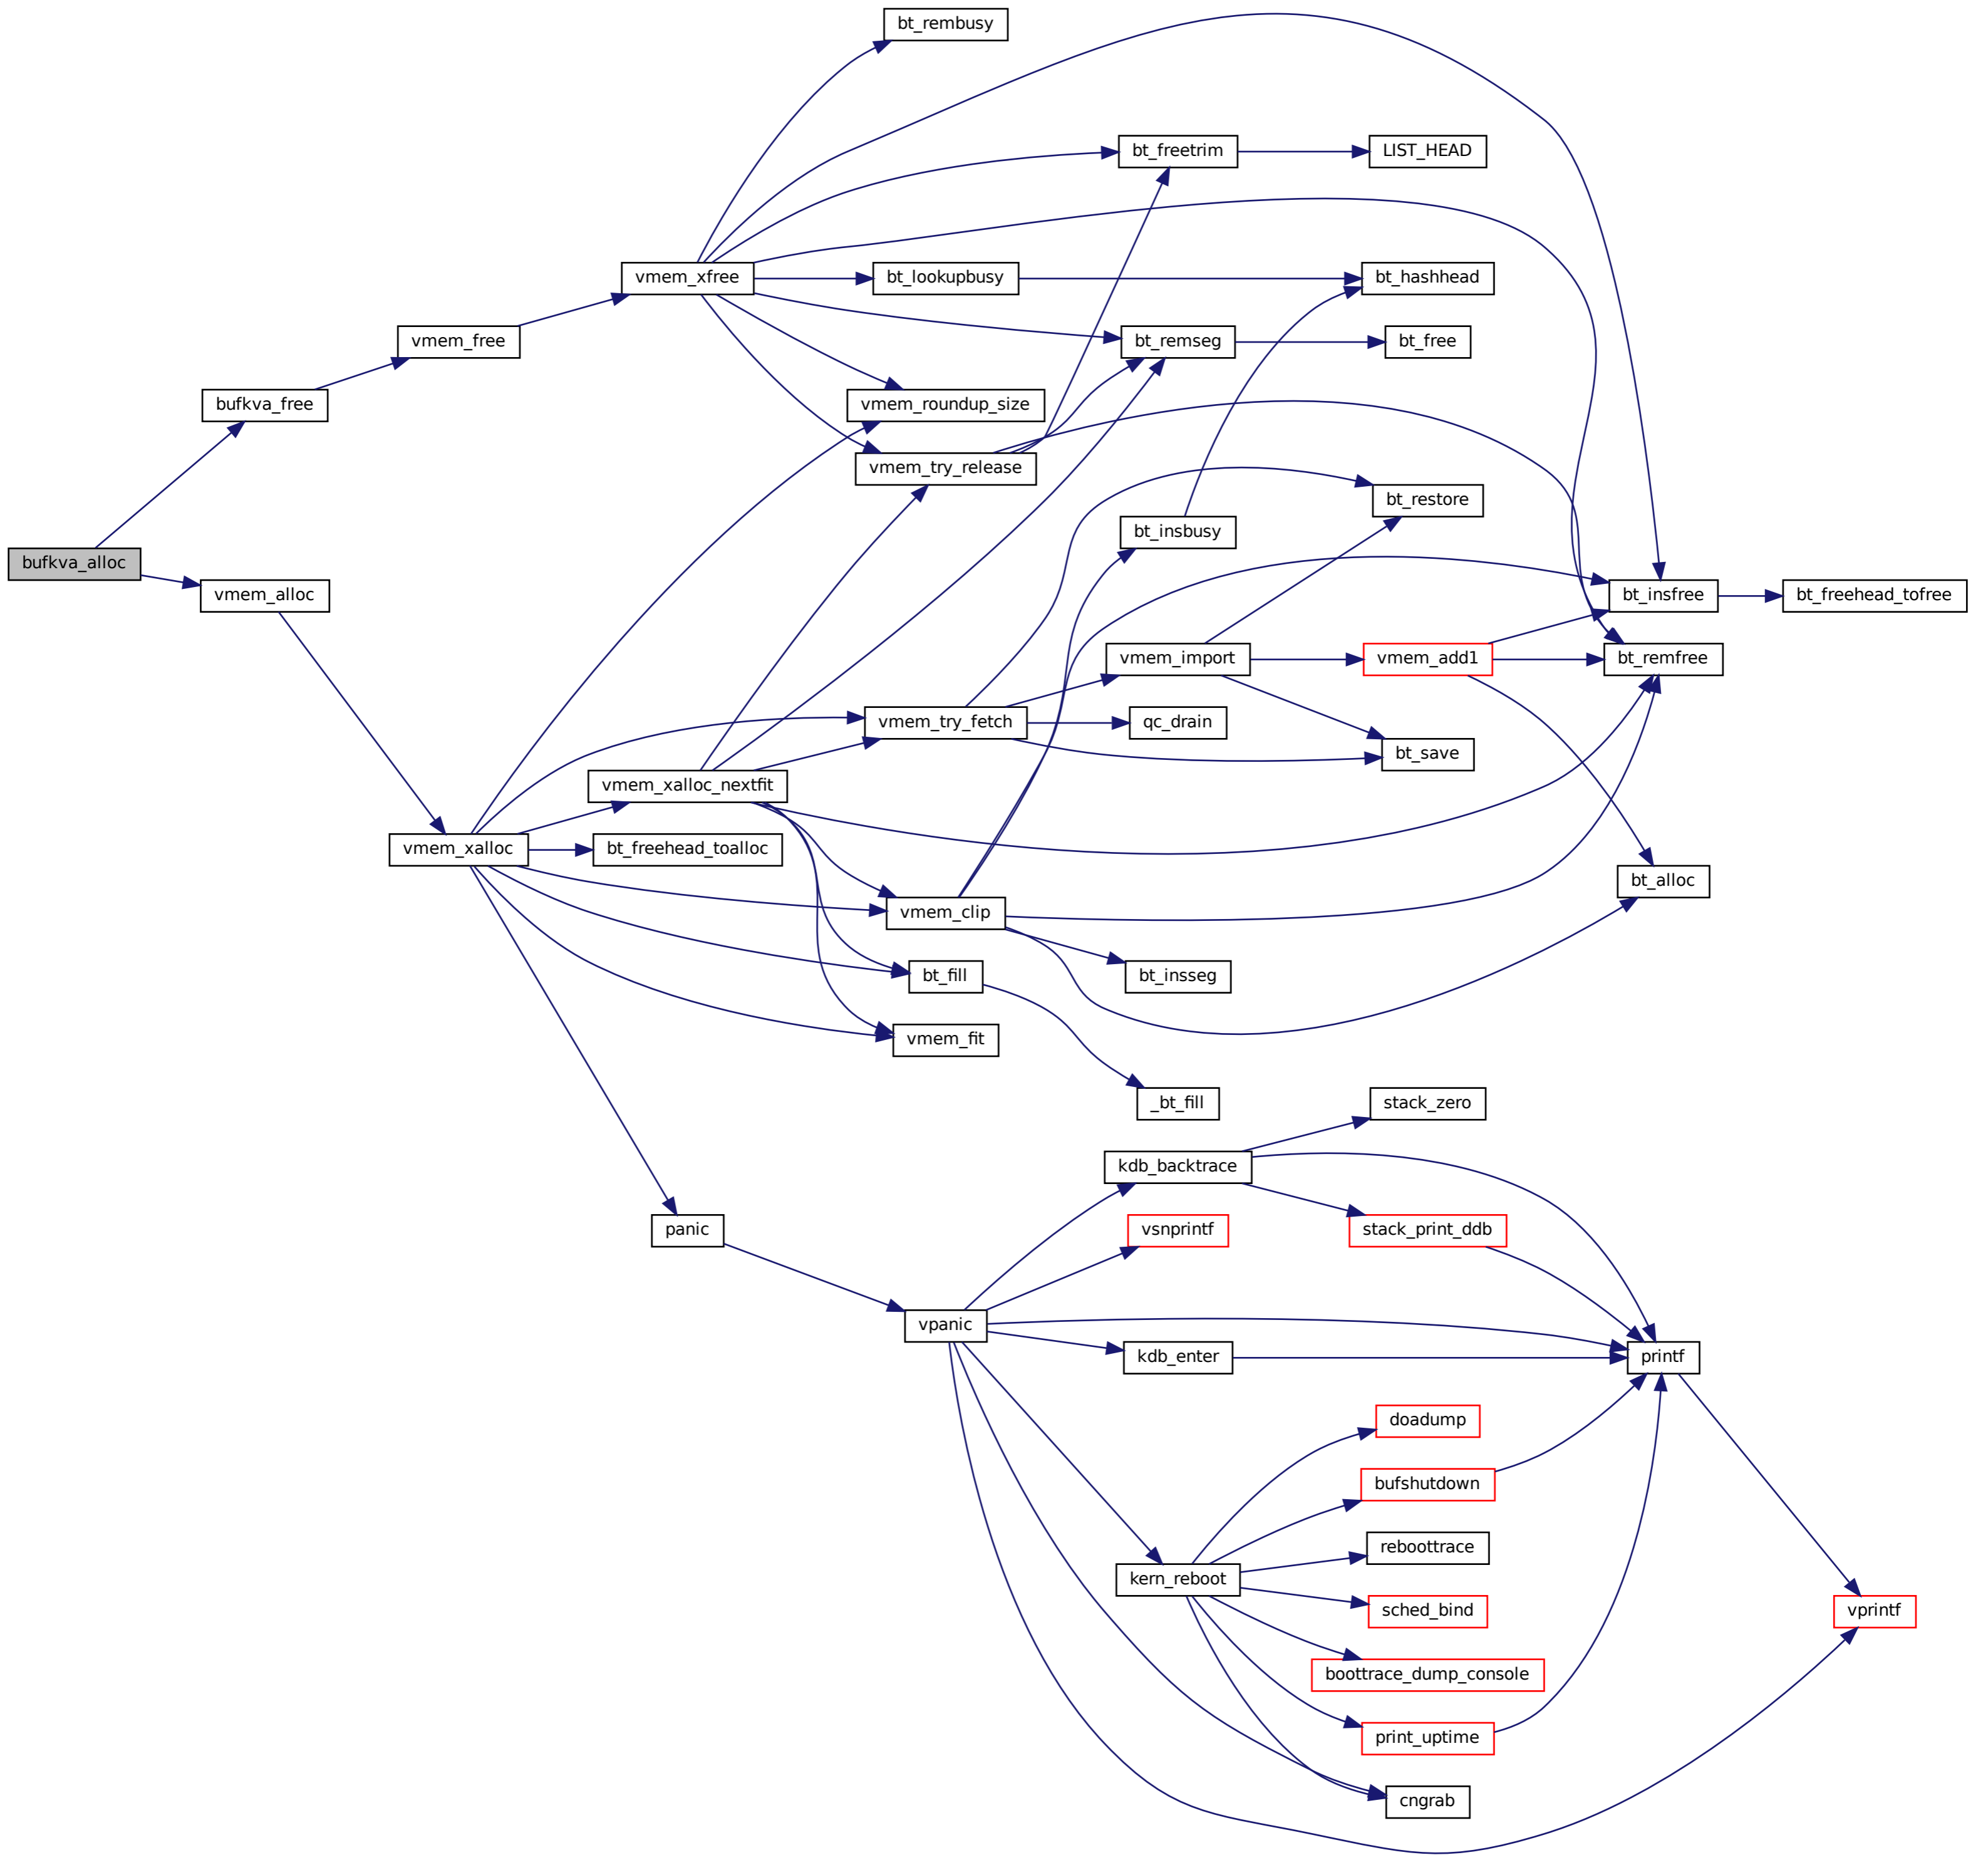 bt_rembusy
bt_freetrim
LIST_HEAD
vmem_xfree
bt_lookupbusy
bt_hashhead
vmem_free
bt_remseg
bt_free
bufkva_free
vmem_roundup_size
vmem_try_release
bt_restore
bt_insbusy
bufkva_alloc
vmem_alloc
bt_insfree
bt_freehead_tofree
vmem_import
vmem_add1
bt_remfree
vmem_try_fetch
qc_drain
bt_save
vmem_xalloc_nextfit
vmem_xalloc
bt_freehead_toalloc
bt_alloc
vmem_clip
bt_fill
bt_insseg
vmem_fit
_bt_fill
stack_zero
kdb_backtrace
panic
vsnprintf
stack_print_ddb
vpanic
kdb_enter
printf
doadump
bufshutdown
reboottrace
kern_reboot
sched_bind
vprintf
boottrace_dump_console
print_uptime
cngrab